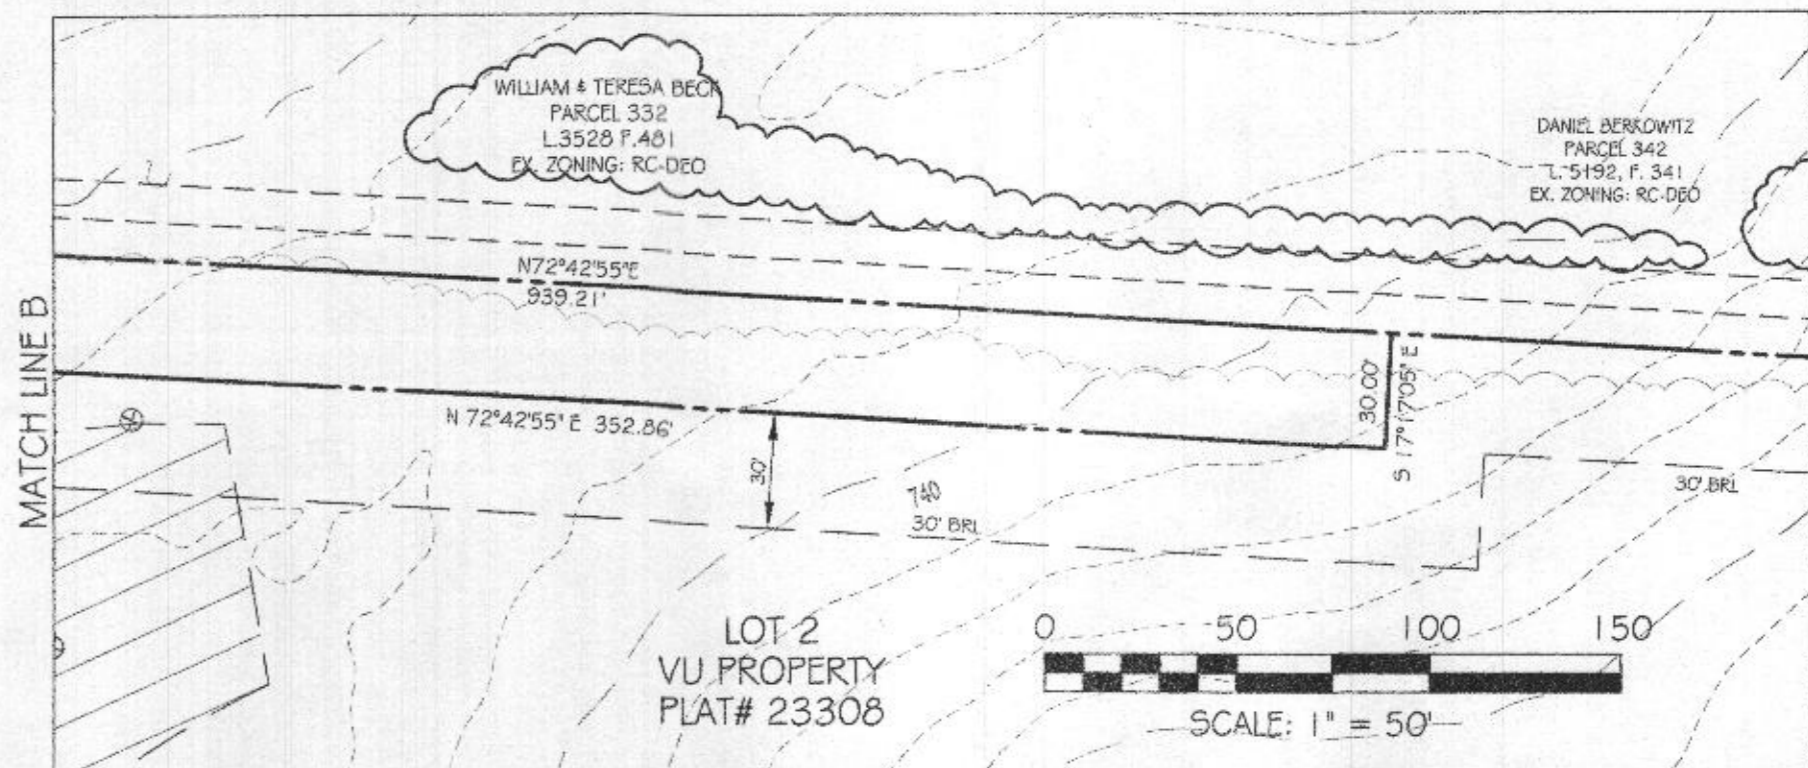 WILLIAM & TERESA BECK
PARCEL 332
L.3528 F.481
EX. ZONING: RC-DEO
DANIEL BERKOWITZ
PARCEL 342
L. 5192, F. 341
EX. ZONING: RC-DEO
N72°42'55"E
939.21'
MATCH LINE B
N 72°42'55" E 352.86'
30.00'
S 17°17'05" E
30'
740
30' BRL
30' BRL
LOT 2
VU PROPERTY
PLAT# 23308
0 50 100 150
SCALE: 1" = 50'